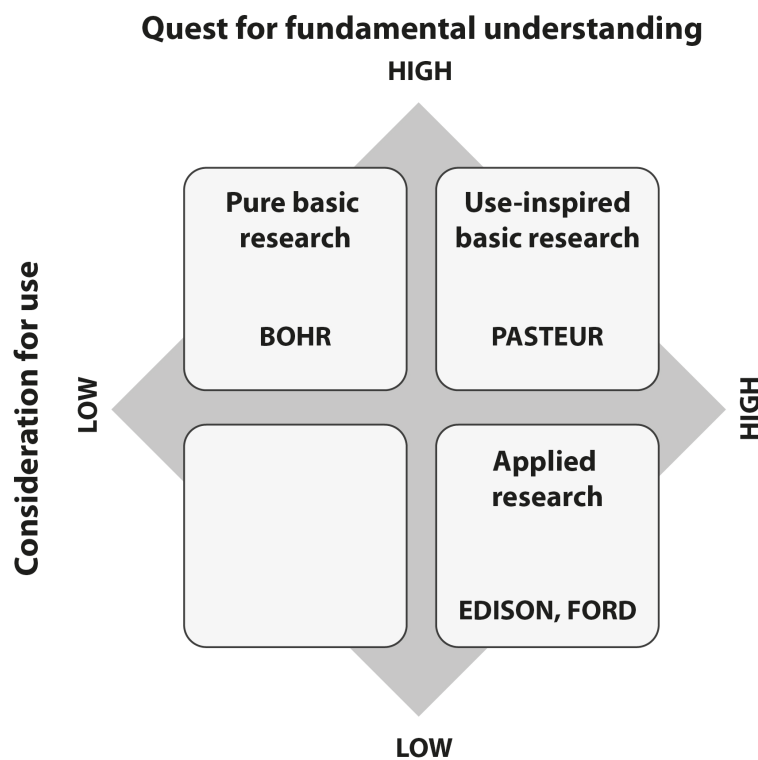 Quest for fundamental understanding
HIGH
Pure basic
research
BOHR
Use-inspired
basic research
PASTEUR
Consideration for use
LOW
HIGH
Applied
research
EDISON, FORD
LOW